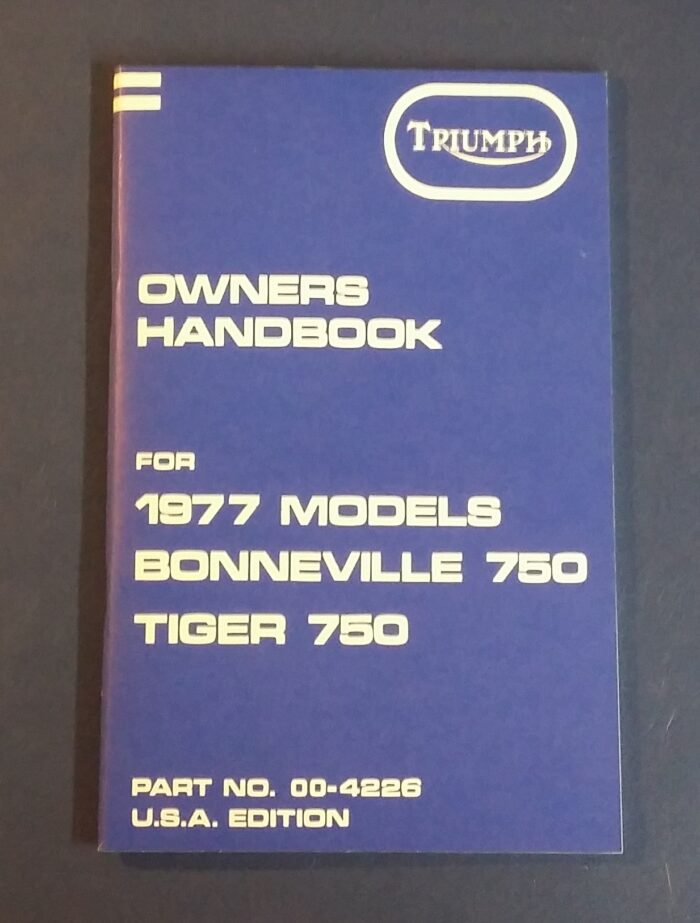 TRIUMPH
OWNERS
HANDBOOK
FOR
1977 MODELS
BONNEVILLE 750
TIGER 750
PART NO. 00-4226
U.S.A. EDITION